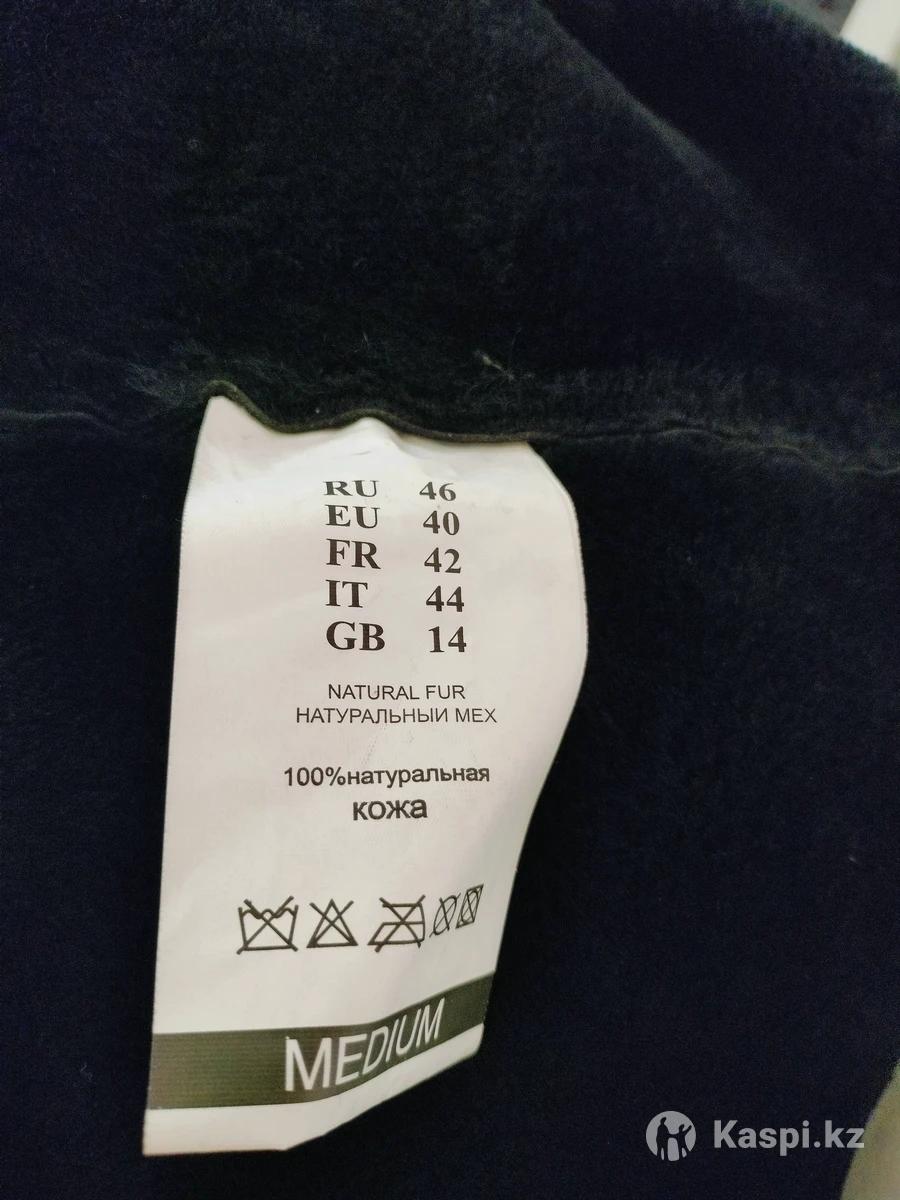 RU 46
EU 40
FR 42
IT 44
GB 14
NATURAL FUR
НАТУРАЛЬНЫЙ МЕХ
100%натуральная
кожа
MEDIUM
Kaspi.kz